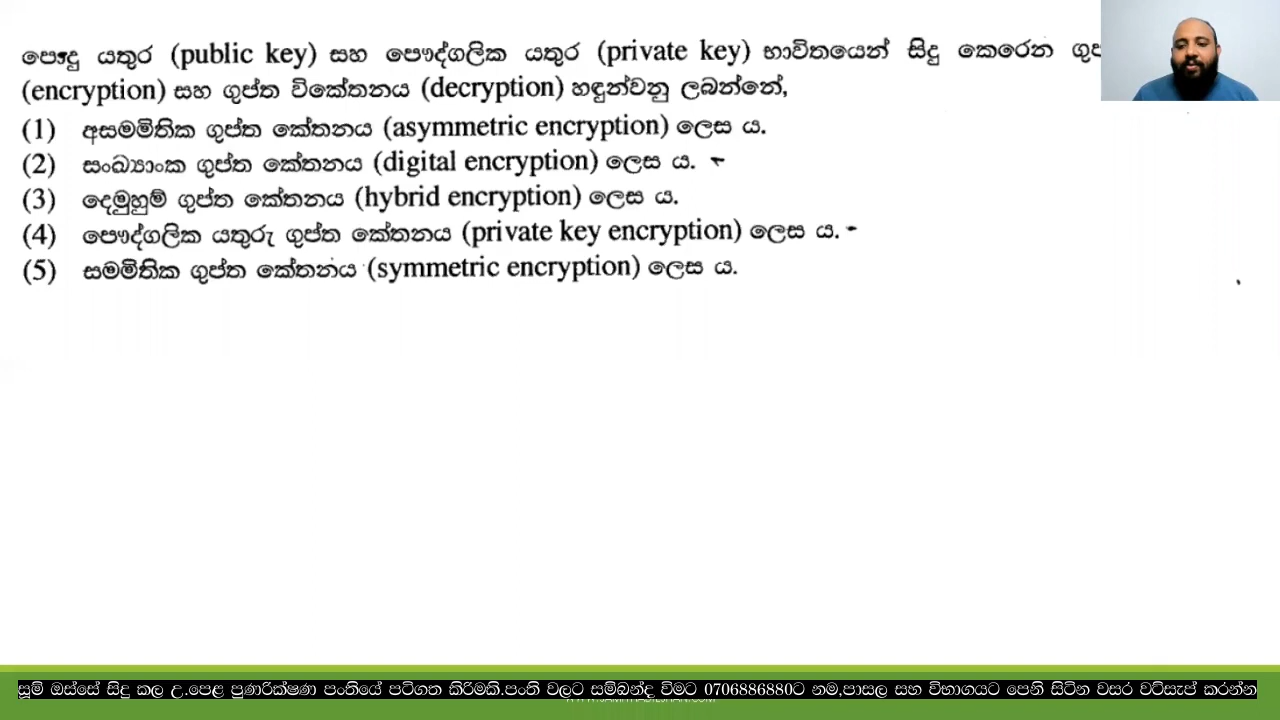 පොදු යතුර (public key) සහ පෞද්ගලික යතුර (private key) භාවිතයෙන් සිදු කෙරෙන
(encryption) සහ ගුප්ත විකේතනය (decryption) හඳුන්වනු ලබන්නේ,
(1) අසමමිතික ගුප්ත කේතනය (asymmetric encryption) ලෙස ය.
(2) සංඛ්‍යාංක ගුප්ත කේතනය (digital encryption) ලෙස ය.
(3) දෙමුහුම් ගුප්ත කේතනය (hybrid encryption) ලෙස ය.
(4) පෞද්ගලික යතුරු ගුප්ත කේතනය (private key encryption) ලෙස ය.
(5) සමමිතික ගුප්ත කේතනය (symmetric encryption) ලෙස ය.
සූම් ඔස්සේ සිදු කල උ.පෙළ පුණරීක්ෂණ පංතියේ පටිගත කිරීමකි.පංති වලට සම්බන්ද වීමට 0706886880ට නම,පාසල සහ විභාගයට පෙනී සිටින වසර වට්සැප් කරන්න